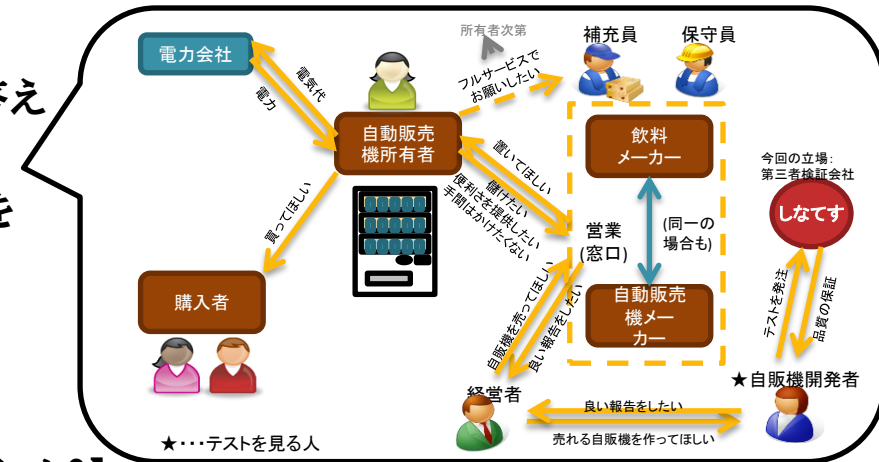 所有者次第
補充員
保守員
電力会社
電気代
電力
フルサービスで
お願いしたい
自動販売
機所有者
飲料
メーカー
今回の立場:
第三者検証会社
しなてす
置いてほしい
儲けたい
便利さを提供したい
手間はかけたくない
買ってほしい
営業
(窓口)
(同一の
場合も)
購入者
自動販売
機メー
カー
自販機を売ってほしい
良い報告をしたい
テストを発注
品質の保証
★自販機開発者
経営者
良い報告をしたい
売れる自販機を作ってほしい
★・・・テストを見る人
え
を